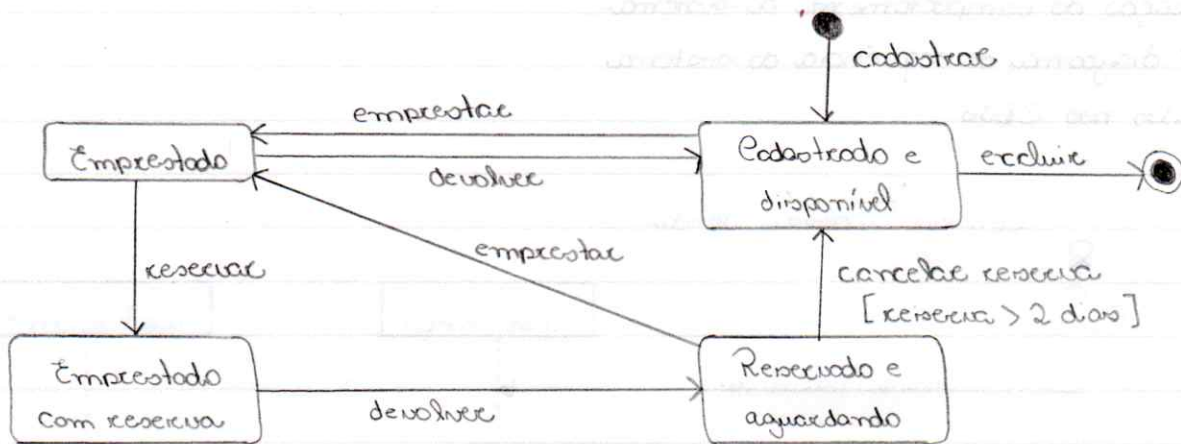 cadastrar
emprestar
Emprestado
devolver
Cadastrado e
disponível
excluir
reservar
emprestar
cancelar reserva
[reserva > 2 dias]
Emprestado
com reserva
devolver
Reservado e
aguardando